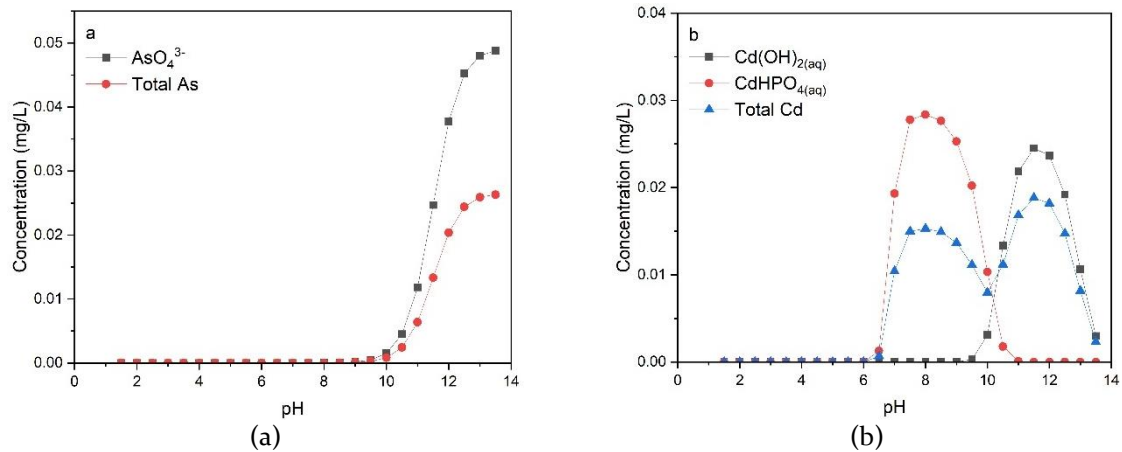 a
AsO₄³⁻
Total As
Concentration (mg/L)
0.05
0.04
0.03
0.02
0.01
0.00
0 2 4 6 8 10 12 14
pH
(a)
b
Cd(OH)₂(aq)
CdHPO₄(aq)
Total Cd
Concentration (mg/L)
0.04
0.03
0.02
0.01
0.00
0 2 4 6 8 10 12 14
pH
(b)